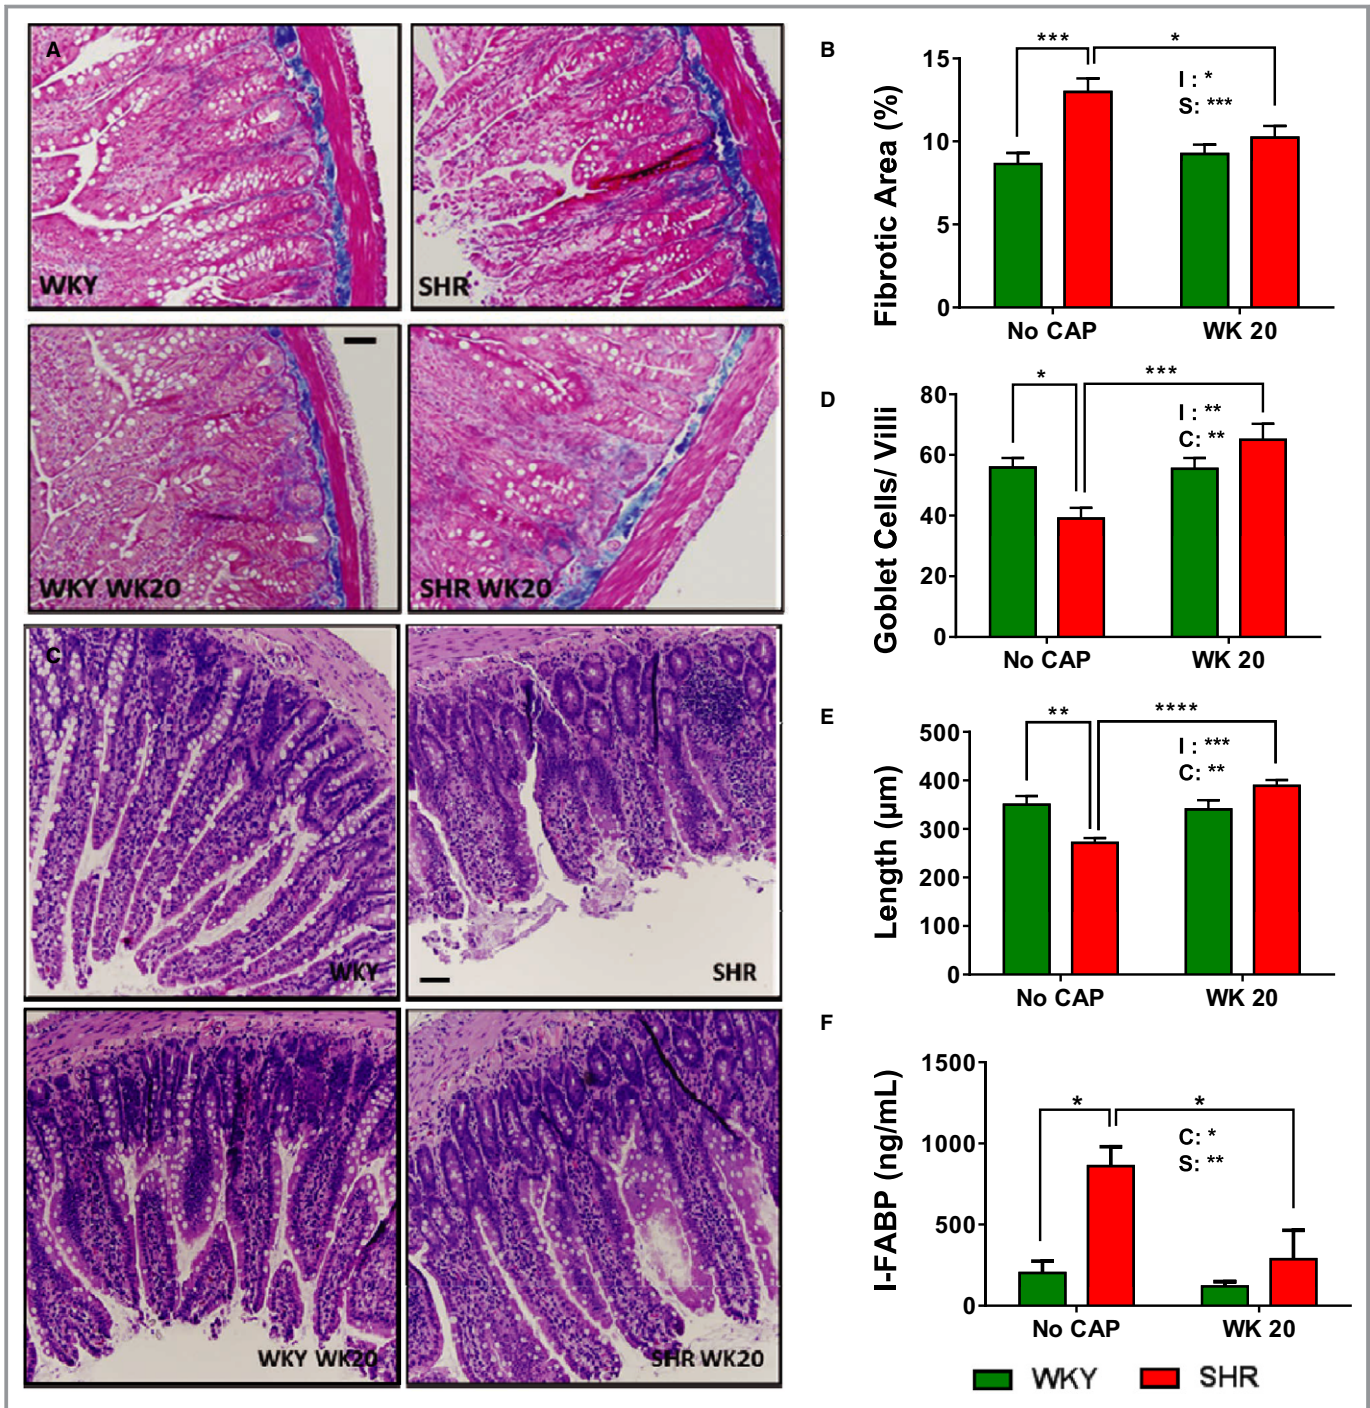 A
WKY
SHR
WKY WK20
SHR WK20
C
WKY
SHR
WKY WK20
SHR WK20
B
Fibrotic Area (%)
15
10
5
0
***
*
I : *
S: ***
No CAP
WK 20
D
Goblet Cells/ Villi
80
60
40
20
0
*
***
I : **
C: **
No CAP
WK 20
E
Length (µm)
500
400
300
200
100
0
**
****
I : ***
C: **
No CAP
WK 20
F
I-FABP (ng/mL)
1500
1000
500
0
*
*
C: *
S: **
No CAP
WK 20
WKY
SHR